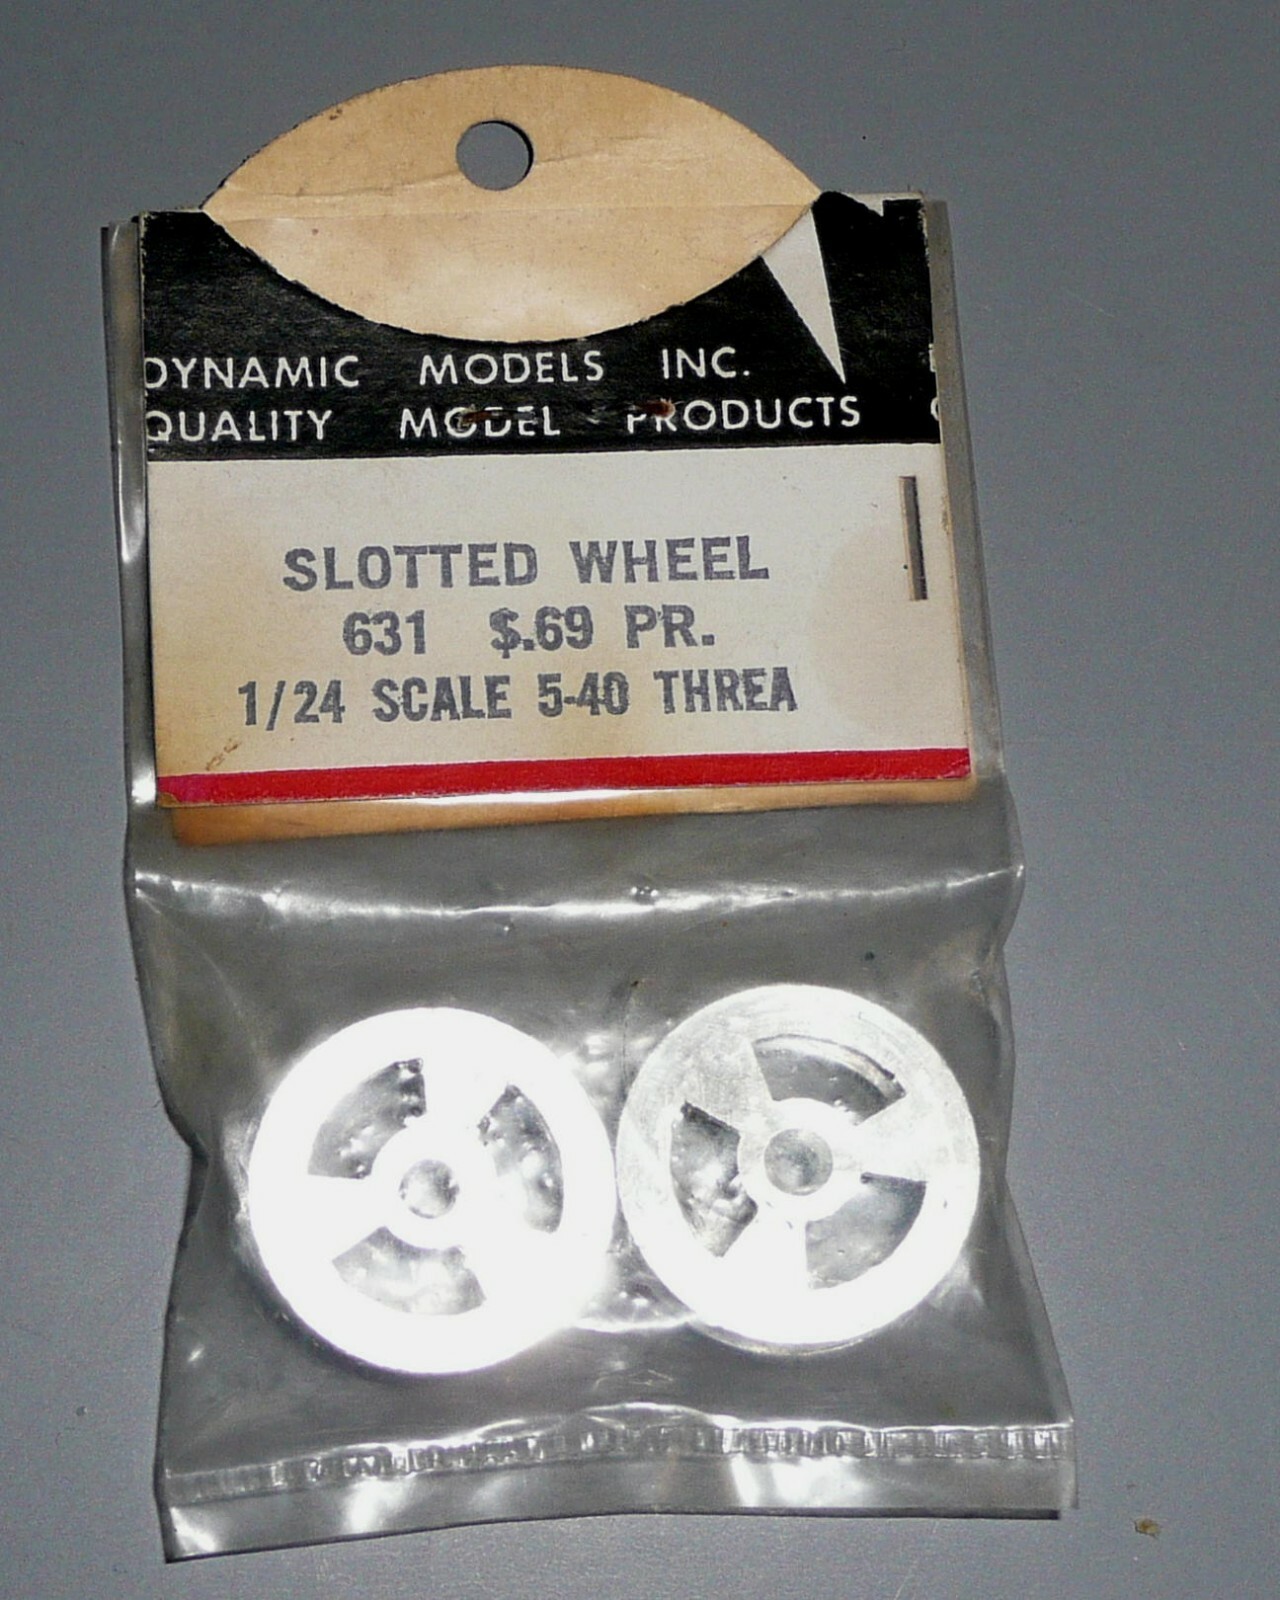 DYNAMIC MODELS INC.
QUALITY MODEL PRODUCTS
SLOTTED WHEEL
631 $.69 PR.
1/24 SCALE 5-40 THREA